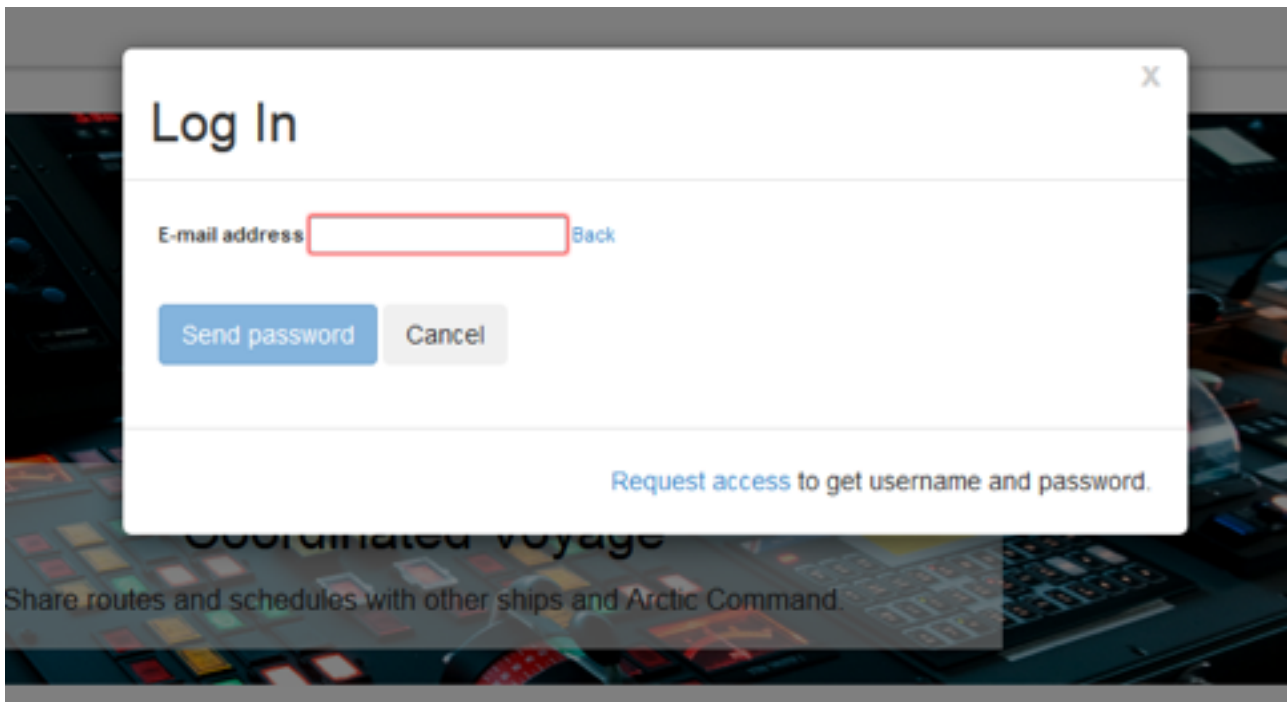 X
Log In
E-mail address Back
Send password Cancel
Request access to get username and password.
Coordinated Voyage
Share routes and schedules with other ships and Arctic Command.